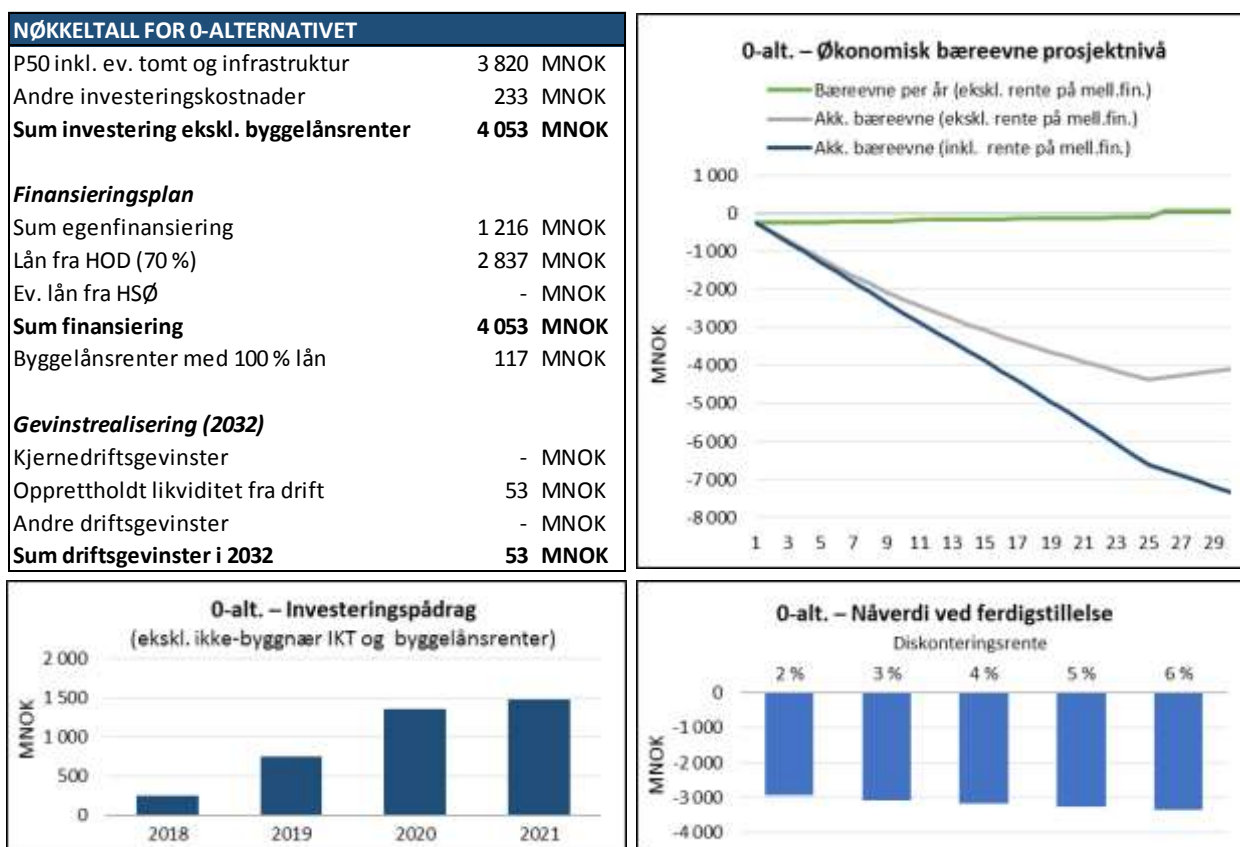 NØKKELTALL FOR 0-ALTERNATIVET
P50 inkl. ev. tomt og infrastruktur 3 820 MNOK
Andre investeringskostnader 233 MNOK
Sum investering ekskl. byggelånsrenter 4 053 MNOK
Finansieringsplan
Sum egenfinansiering 1 216 MNOK
Lån fra HOD (70 %) 2 837 MNOK
Ev. lån fra HSØ - MNOK
Sum finansiering 4 053 MNOK
Byggelånsrenter med 100 % lån 117 MNOK
Gevinstrealisering (2032)
Kjernedriftsgevinster - MNOK
Opprettholdt likviditet fra drift 53 MNOK
Andre driftsgevinster - MNOK
Sum driftsgevinster i 2032 53 MNOK
0-alt. – Økonomisk bæreevne prosjektnivå
Bæreevne per år (ekskl. rente på mell.fin.)
Akk. bæreevne (ekskl. rente på mell.fin.)
Akk. bæreevne (inkl. rente på mell.fin.)
MNOK
1 000
0
-1 000
-2 000
-3 000
-4 000
-5 000
-6 000
-7 000
-8 000
1 3 5 7 9 11 13 15 17 19 21 23 25 27 29
0-alt. – Investeringspådrag
(ekskl. ikke-byggnær IKT og byggelånsrenter)
MNOK
2 000
1 500
1 000
500
0
2018 2019 2020 2021
0-alt. – Nåverdi ved ferdigstillelse
Diskonteringsrente
2 % 3 % 4 % 5 % 6 %
MNOK
0
-1 000
-2 000
-3 000
-4 000